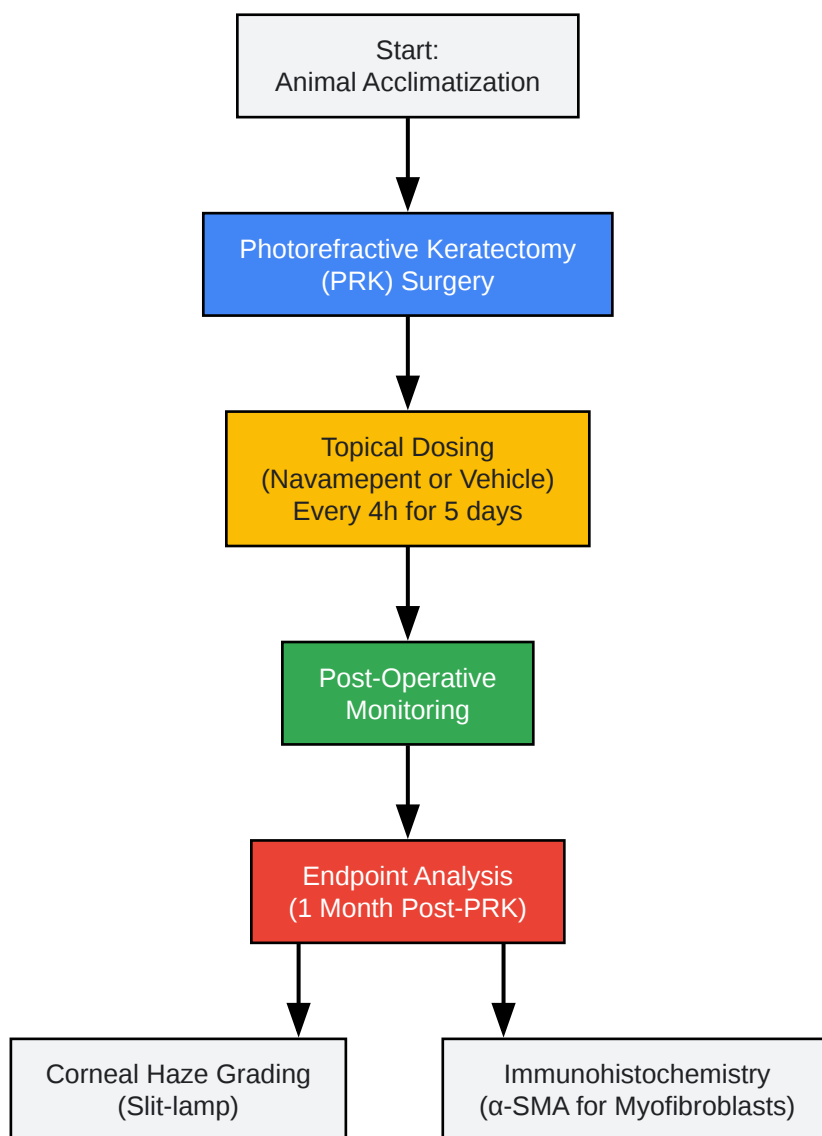 Start:
Animal Acclimatization
Photorefractive Keratectomy
(PRK) Surgery
Topical Dosing
(Navamepent or Vehicle)
Every 4h for 5 days
Post-Operative
Monitoring
Endpoint Analysis
(1 Month Post-PRK)
Corneal Haze Grading
(Slit-lamp)
Immunohistochemistry
(α-SMA for Myofibroblasts)